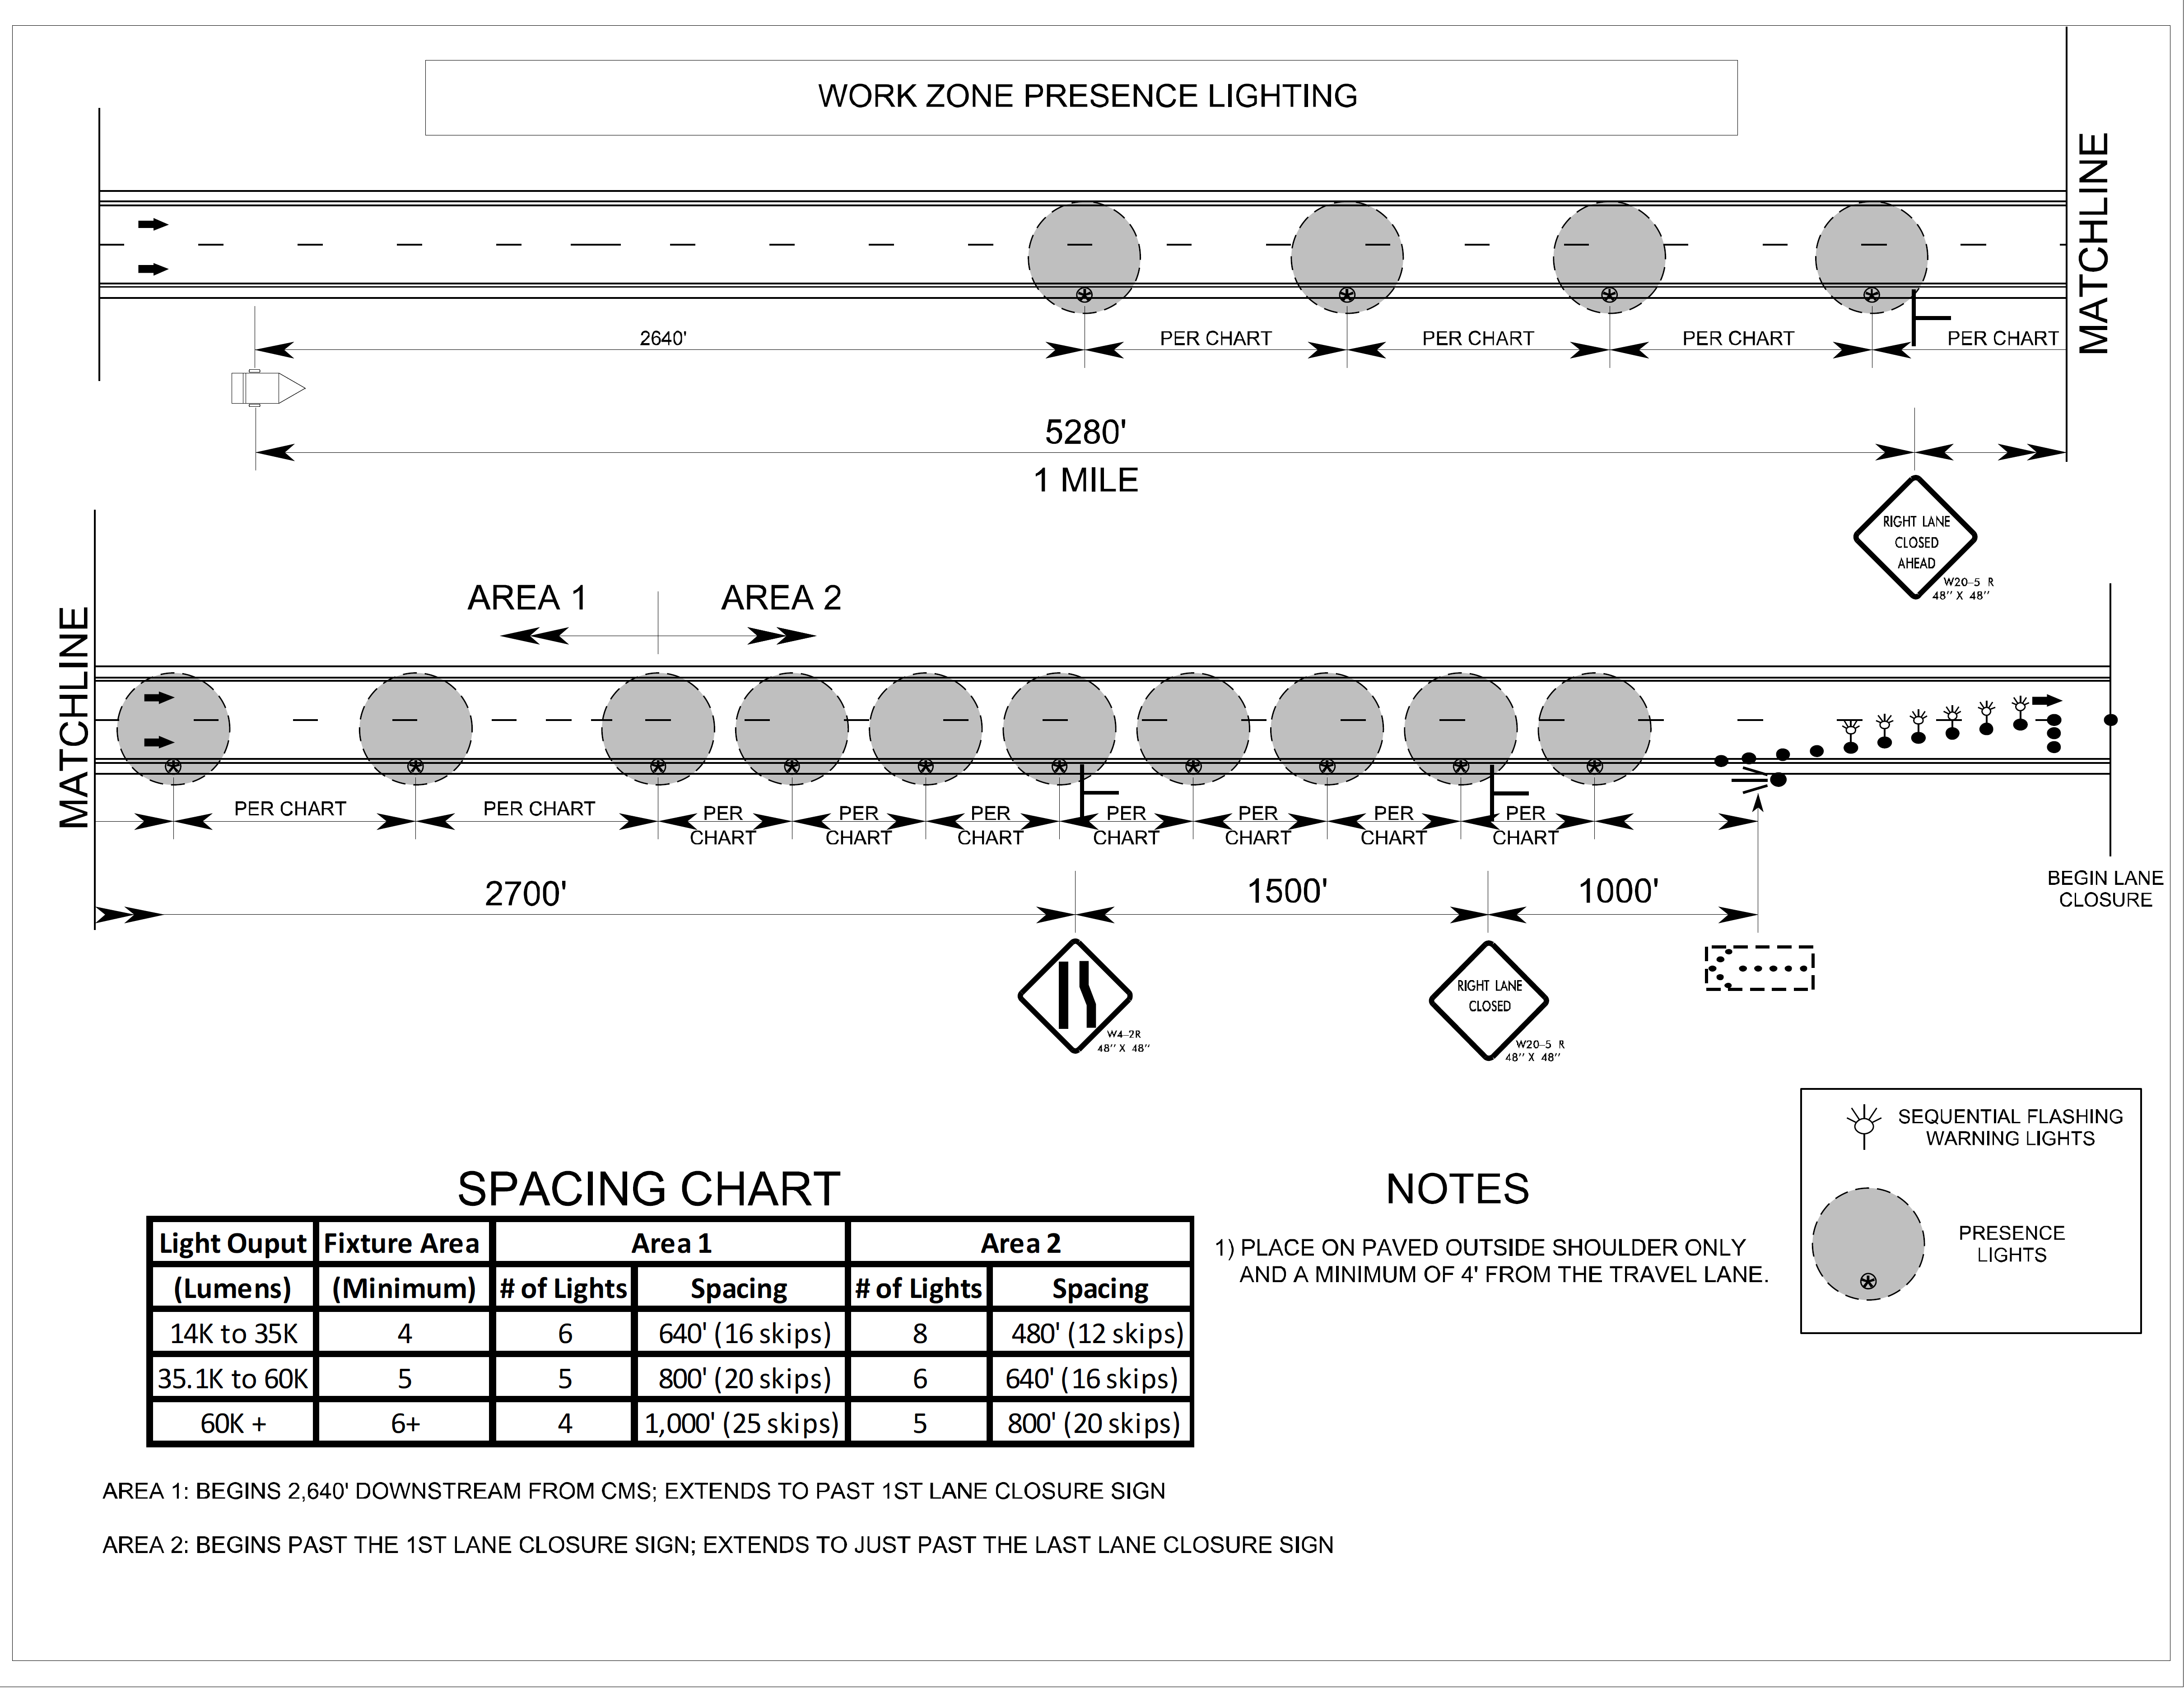 WORK ZONE PRESENCE LIGHTING
MATCHLINE
2640'
PER CHART
PER CHART
PER CHART
PER CHART
5280'
1 MILE
RIGHT LANE
CLOSED
AHEAD
W20-5 R
48" X 48"
MATCHLINE
AREA 1
AREA 2
PER CHART
PER CHART
PER
CHART
PER
CHART
PER
CHART
PER
CHART
PER
CHART
PER
CHART
PER
CHART
2700'
1500'
1000'
BEGIN LANE
CLOSURE
W4-2R
48" X 48"
RIGHT LANE
CLOSED
W20-5 R
48" X 48"
SEQUENTIAL FLASHING
WARNING LIGHTS
PRESENCE
LIGHTS
SPACING CHART
Light Ouput Fixture Area Area 1 Area 2
(Lumens) (Minimum) # of Lights Spacing # of Lights Spacing
14K to 35K 4 6 640' (16 skips) 8 480' (12 skips)
35.1K to 60K 5 5 800' (20 skips) 6 640' (16 skips)
60K + 6+ 4 1,000' (25 skips) 5 800' (20 skips)
NOTES
1) PLACE ON PAVED OUTSIDE SHOULDER ONLY
AND A MINIMUM OF 4' FROM THE TRAVEL LANE.
AREA 1: BEGINS 2,640' DOWNSTREAM FROM CMS; EXTENDS TO PAST 1ST LANE CLOSURE SIGN
AREA 2: BEGINS PAST THE 1ST LANE CLOSURE SIGN; EXTENDS TO JUST PAST THE LAST LANE CLOSURE SIGN